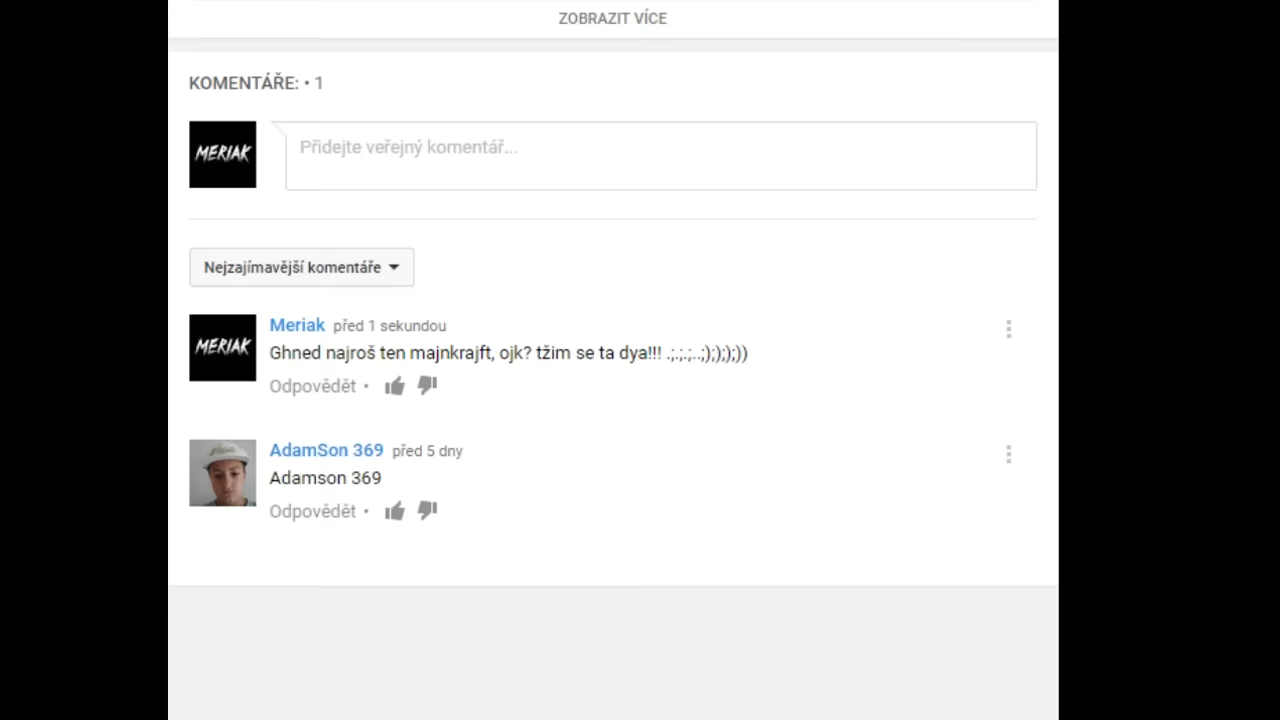 ZOBRAZIT VÍCE
KOMENTÁŘE: • 1
MERIAK
Přidejte veřejný komentář...
Nejzajímavější komentáře
MERIAK
Meriak před 1 sekundou
Ghned najroš ten majnkrajft, ojk? tžim se ta dya!!! .;.;.;..;);););))
Odpovědět •
AdamSon 369 před 5 dny
Adamson 369
Odpovědět •